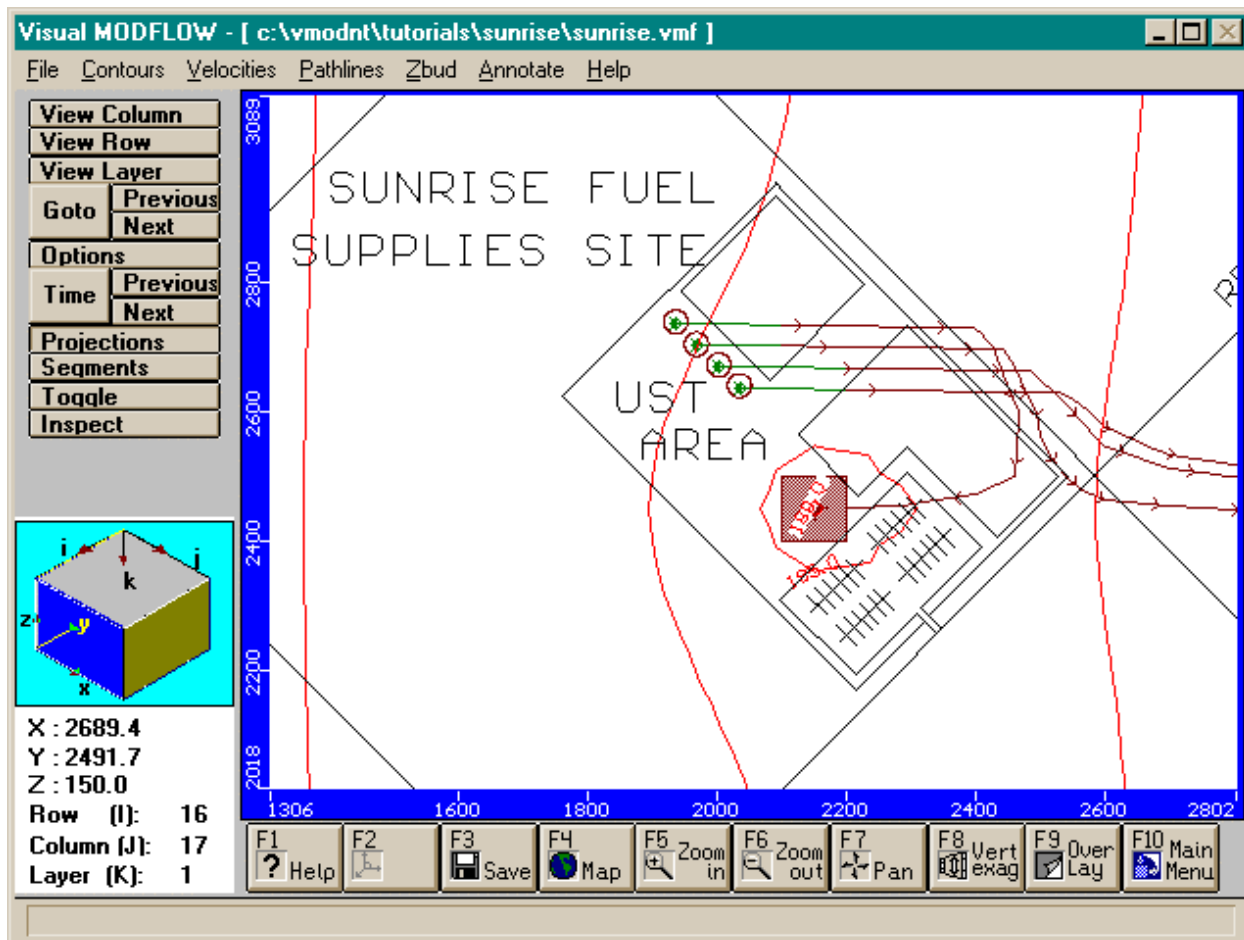 Visual MODFLOW - [ c:\vmodnt\tutorials\sunrise\sunrise.vmf ]
File Contours Velocities Pathlines Zbud Annotate Help
View Column
View Row
View Layer
Goto
Previous
Next
Options
Time
Previous
Next
Projections
Segments
Toggle
Inspect
i
j
k
z
y
x
X : 2689.4
Y : 2491.7
Z : 150.0
Row (I): 16
Column (J): 17
Layer (K): 1
3089
2800
2600
2400
2200
2018
SUNRISE FUEL
SUPPLIES SITE
UST
AREA
1306 1600 1800 2000 2200 2400 2600 2802
F1 ? Help
F2
F3 Save
F4 Map
F5 Zoom in
F6 Zoom out
F7 Pan
F8 Vert exag
F9 Over Lay
F10 Main Menu